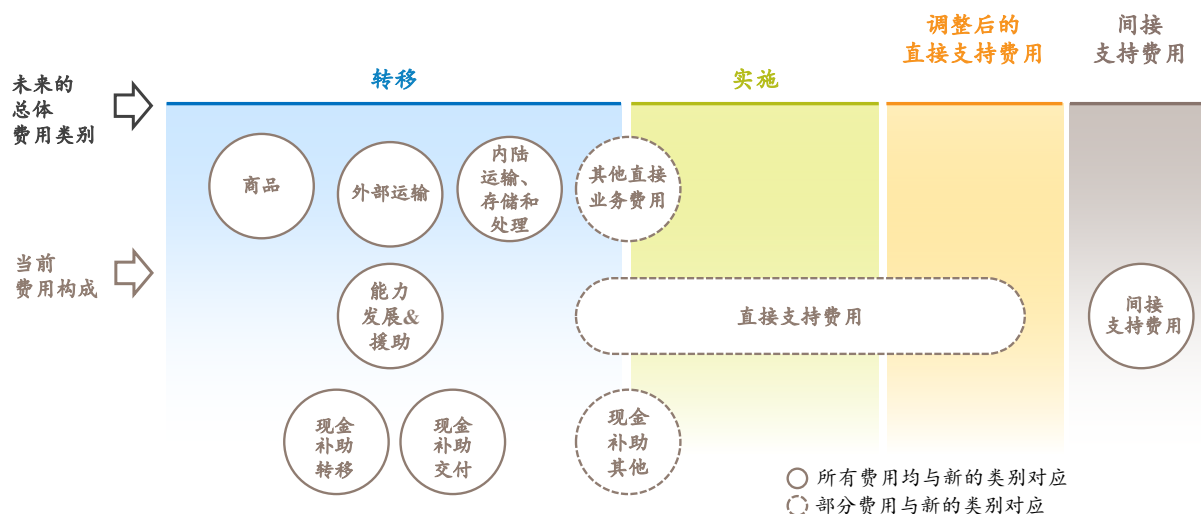 调整后的
直接支持费用
间接
支持费用
转移
实施
未来的
总体
费用类别
商品
外部运输
内陆
运输、
存储和
处理
其他直接
业务费用
当前
费用构成
能力
发展&
援助
直接支持费用
间接
支持费用
现金
补助
转移
现金
补助
交付
现金
补助
其他
所有费用均与新的类别对应
部分费用与新的类别对应